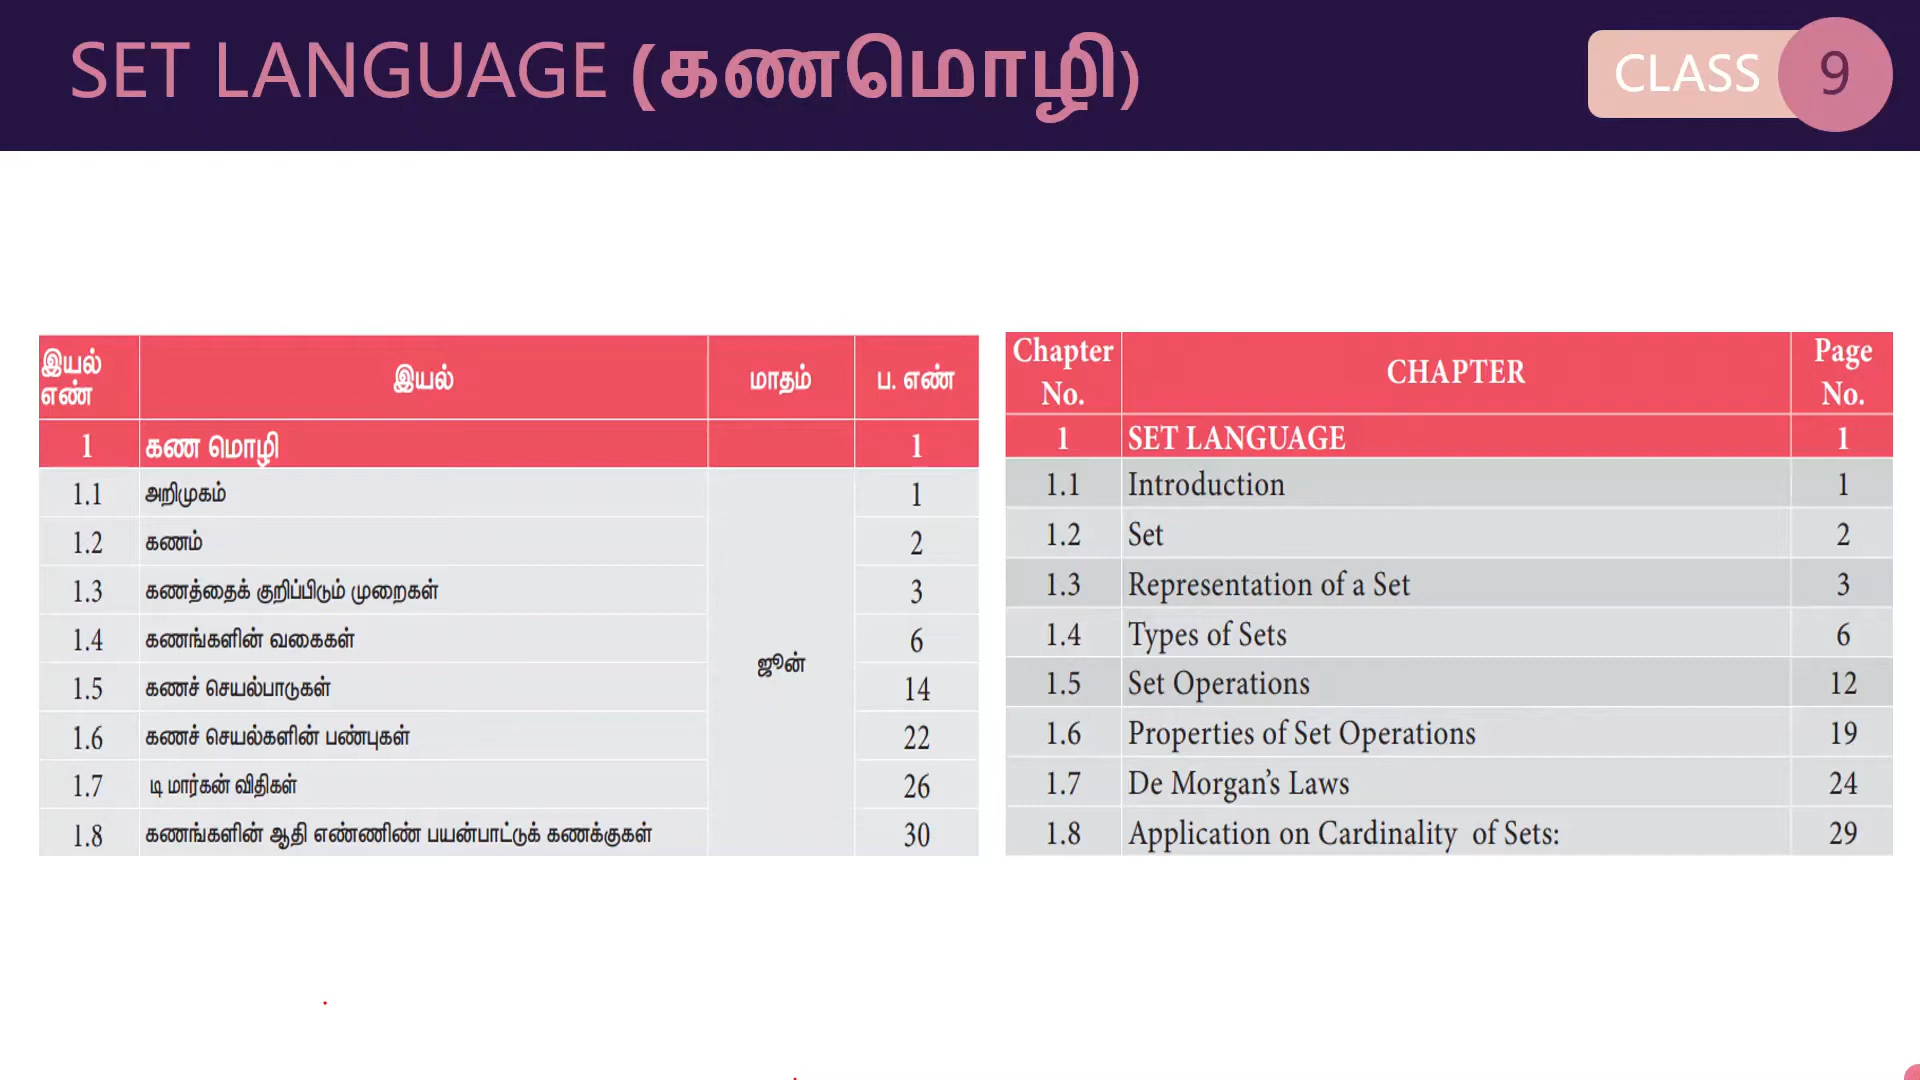 SET LANGUAGE (கணமொழி)
CLASS 9
இயல் எண் இயல் மாதம் ப. எண்
1 கண மொழி 1
1.1 அறிமுகம் 1
1.2 கணம் 2
1.3 கணத்தைக் குறிப்பிடும் முறைகள் 3
1.4 கணங்களின் வகைகள் 6
ஜூன்
1.5 கணச் செயல்பாடுகள் 14
1.6 கணச் செயல்களின் பண்புகள் 22
1.7 டி மார்கன் விதிகள் 26
1.8 கணங்களின் ஆதி எண்ணிண் பயன்பாட்டுக் கணக்குகள் 30
Chapter No. CHAPTER Page No.
1 SET LANGUAGE 1
1.1 Introduction 1
1.2 Set 2
1.3 Representation of a Set 3
1.4 Types of Sets 6
1.5 Set Operations 12
1.6 Properties of Set Operations 19
1.7 De Morgan’s Laws 24
1.8 Application on Cardinality of Sets: 29